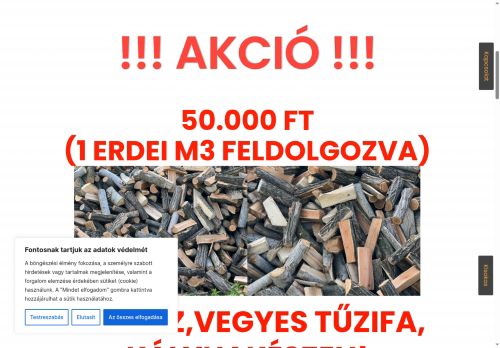 !!! AKCIÓ !!!
Kapcsolat
50.000 FT
(1 ERDEI M3 FELDOLGOZVA)
Fontosnak tartjuk az adatok védelmét
A böngészési élmény fokozása, a személyre szabott
hirdetések vagy tartalmak megjelenítése, valamint a
forgalom elemzése érdekében sütiket (cookie)
használunk. A "Mindet elfogadom" gombra kattintva
hozzájárulhat a sütik használatához.
Testreszabás
Elutasít
Az összes elfogadása
,VEGYES TŰZIFA,